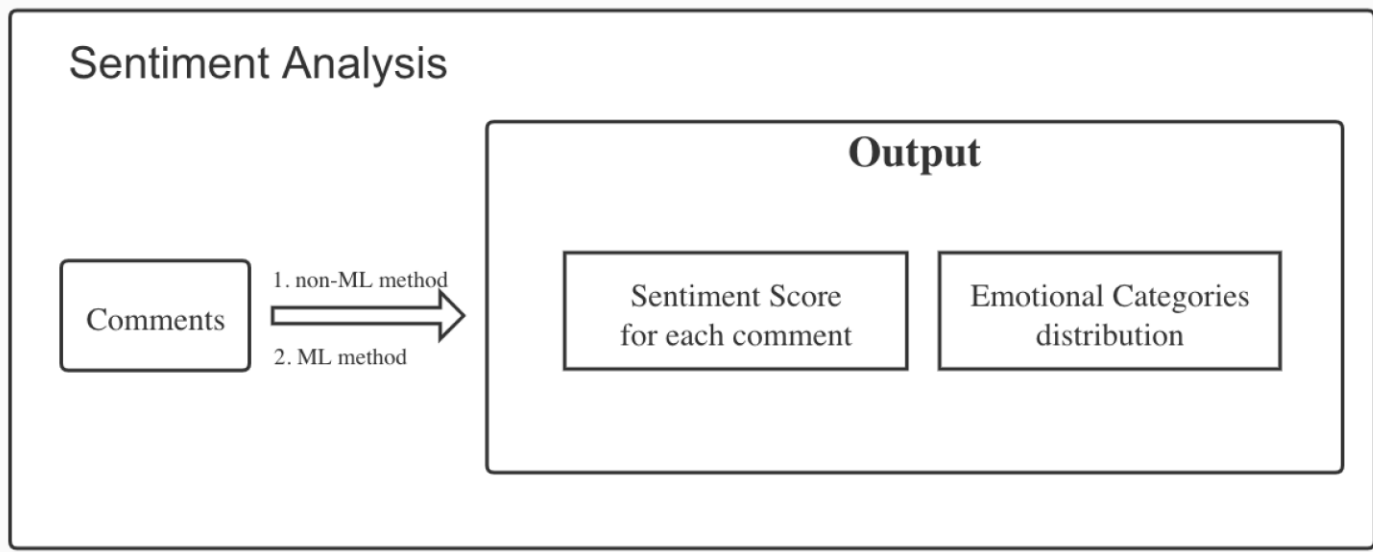 Sentiment Analysis
Output
Comments
1. non-ML method
2. ML method
Sentiment Score
for each comment
Emotional Categories
distribution